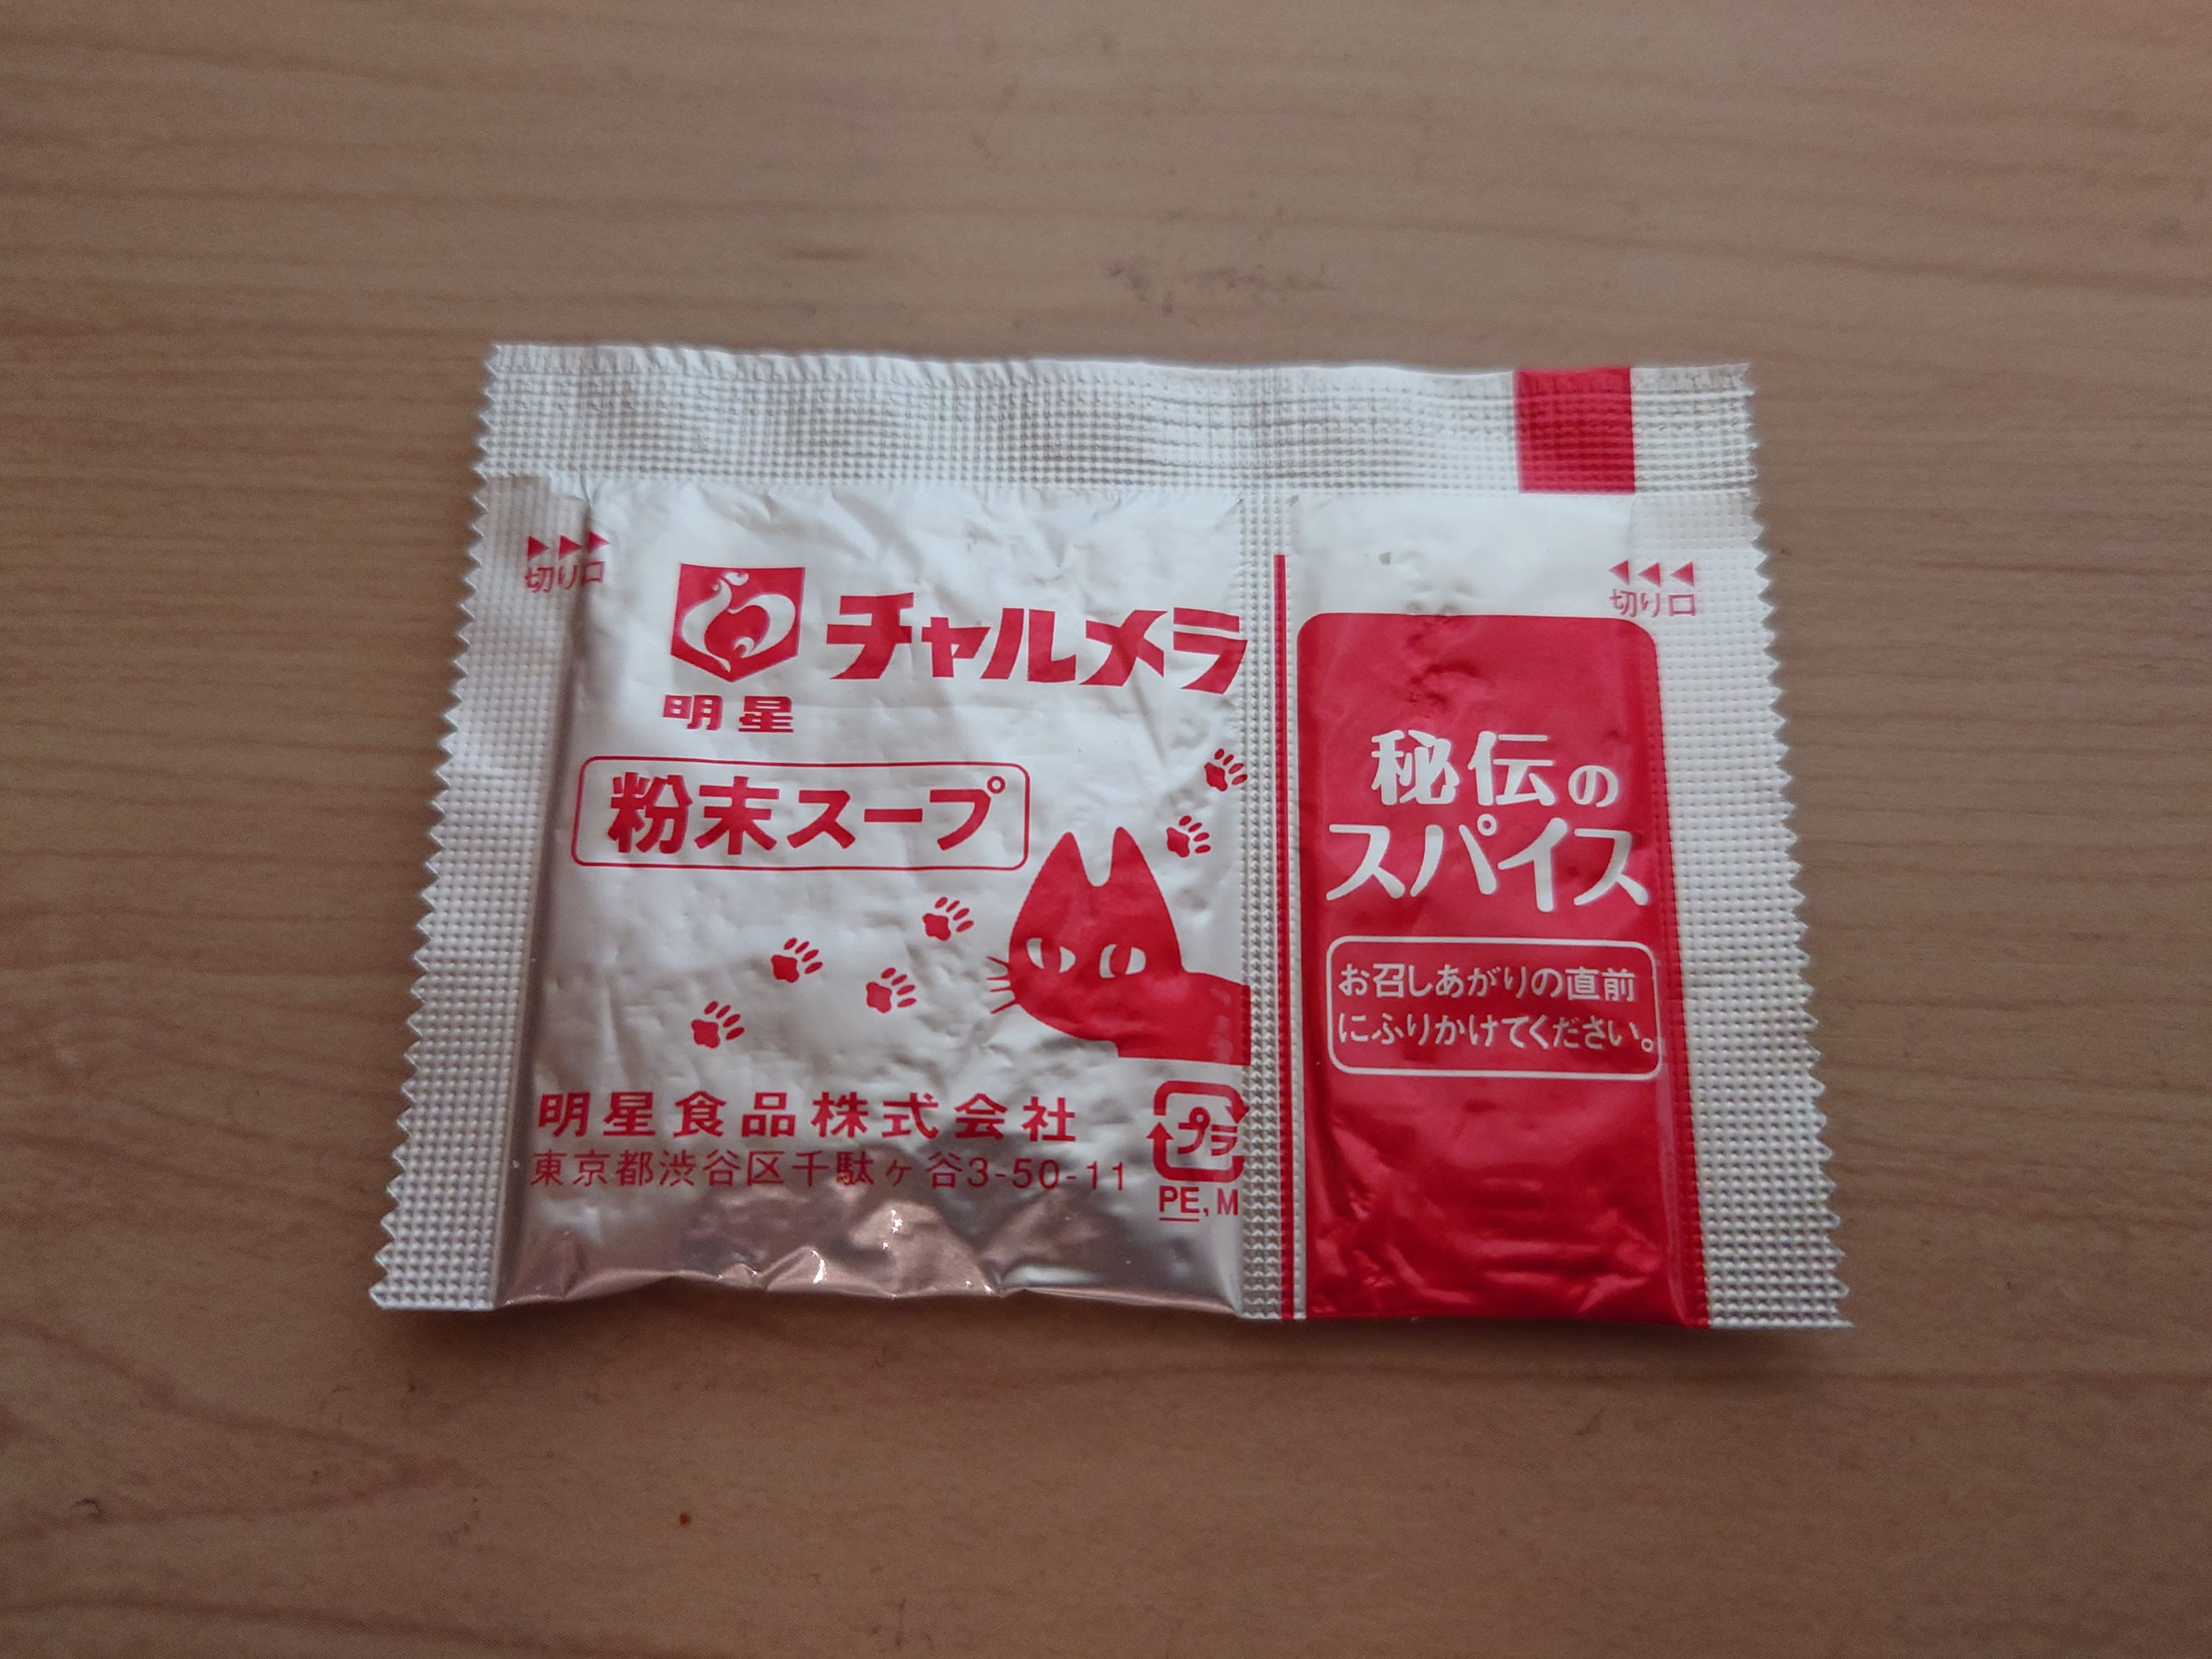 切り口
チャルメラ
明星
粉末スープ
明星食品株式会社
東京都渋谷区千駄ヶ谷3-50-11
プラ
PE, M
切り口
秘伝の
スパイス
お召しあがりの直前
にふりかけてください。